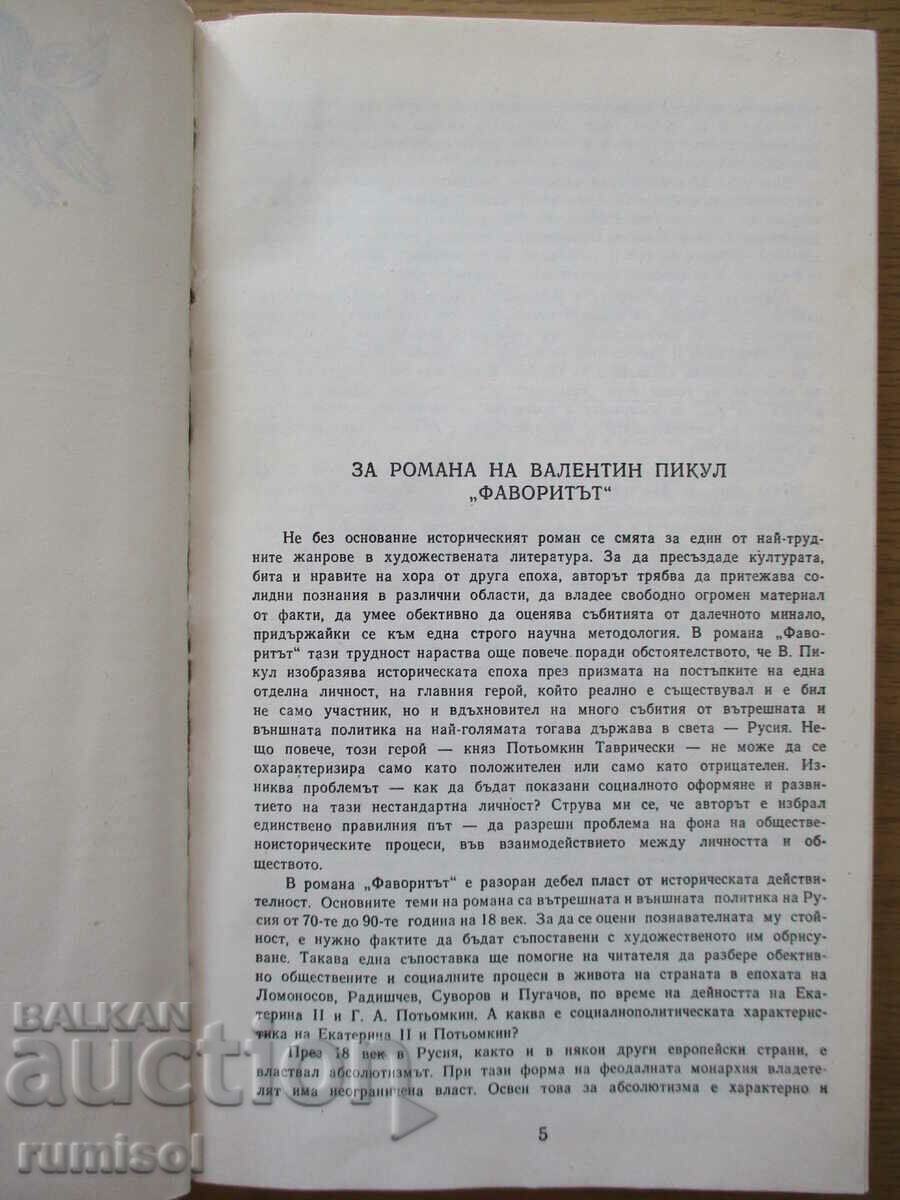 ЗА РОМАНА НА ВАЛЕНТИН ПИКУЛ
„ФАВОРИТЪТ“
Не без основание историческият роман се смята за един от най-труд-
ните жанрове в художествената литература. За да пресъздаде културата,
бита и нравите на хора от друга епоха, авторът трябва да притежава со-
лидни познания в различни области, да владее свободно огромен материал
от факти, да умее обективно да оценява събитията от далечното минало,
придържайки се към една строго научна методология. В романа „Фаво-
ритът“ тази трудност нараства още повече поради обстоятелството, че В. Пи-
кул изобразява историческата епоха през призмата на постъпките на една
отделна личност, на главния герой, който реално е съществувал и е бил
не само участник, но и вдъхновител на много събития от вътрешната и
външната политика на най-голямата тогава държава в света — Русия. Не-
що повече, този герой — княз Потьомкин Таврически — не може да се
охарактеризира само като положителен или само като отрицателен. Из-
никва проблемът — как да бъдат показани социалното оформяне и разви-
тието на тази нестандартна личност? Струва ми се, че авторът е избрал
единствено правилния път — да разреши проблема на фона на обществе-
ноисторическите процеси, във взаимодействието между личността и об-
ществото.
В романа „Фаворитът“ е разоран дебел пласт от историческата действи-
телност. Основните теми на романа са вътрешната и външната политика на Ру-
сия от 70-те до 90-те година на 18 век. За да се оцени познавателната му стой-
ност, е нужно фактите да бъдат съпоставени с художественото им обрису-
ване. Такава една съпоставка ще помогне на читателя да разбере обектив-
но обществените и социалните процеси в живота на страната в епохата на
Ломоносов, Радишчев, Суворов и Пугачов, по време на дейността на Ека-
терина II и Г. А. Потьомкин. А каква е социалнополитическата характерис-
тика на Екатерина II и Потьомкин?
През 18 век в Русия, както и в някои други европейски страни, е
властвал абсолютизмът. При тази форма на феодалната монархия владете-
лят има неограничена власт. Освен това за абсолютизма е характерно и
5
BALKAN
auction
rumisol